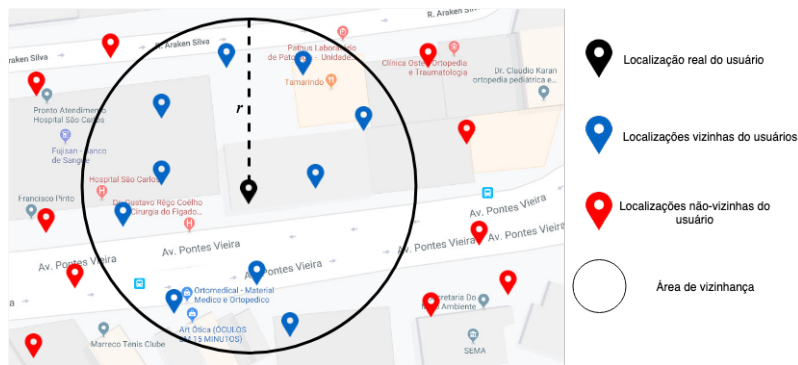 R. Araken Silva
R. Araken Silva
Araken Silva
Pathus Laboratório
de Patologia - Unidade...
Tamarindo
Clínica Osteo Ortopedia
e Traumatologia
Dr. Claudio Karan
ortopedia pediátrica e...
Pronto Atendimento
Hospital São Carlos
Fujisan - Banco
de Sangue
r
Hospital São Carlos
Dr. Gustavo Rêgo Coêlho
Cirurgia do Fígado...
Francisco Pinto
Av. Pontes Vieira
Av. Pontes Vieira
Av. Pontes Vieira
Av. Pontes Vieira
Av. Pontes Vieira
Pontes Vieira
Ortomedical - Material
Medico e Ortopedico
Art Ótica (ÓCULOS
EM 15 MINUTOS)
Marreco Tenis Clube
Secretaria Do
Meio Ambiente
SEMA
Localização real do usuário
Localizações vizinhas do usuários
Localizações não-vizinhas do
usuário
Área de vizinhança